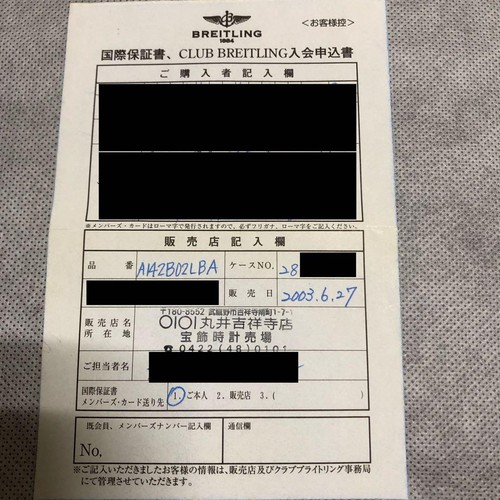 BREITLING
1884
<お客様控>
国際保証書、CLUB BREITLING入会申込書
ご購入者記入欄
※メンバーズ・カードはローマ字で発行されますので、必ずフリガナ、ローマ字をご記入ください。
販売店記入欄
品番 A142B02LBA ケースNO. 28
販売日 2003.6.27
〒180-8552 武蔵野市吉祥寺南町1-7-1
販売店名 OIOI 丸井吉祥寺店
所在地 宝飾時計売場
☎0422(48)0101
ご担当者名
国際保証書
メンバーズ・カード送り先 1. ご本人 2. 販売店 3. ( )
既会員、メンバーズナンバー記入欄 通信欄
No.
※ご記入いただきましたお客様の情報は、販売店及びクラブブライトリング事務局
にて管理させていただきます。